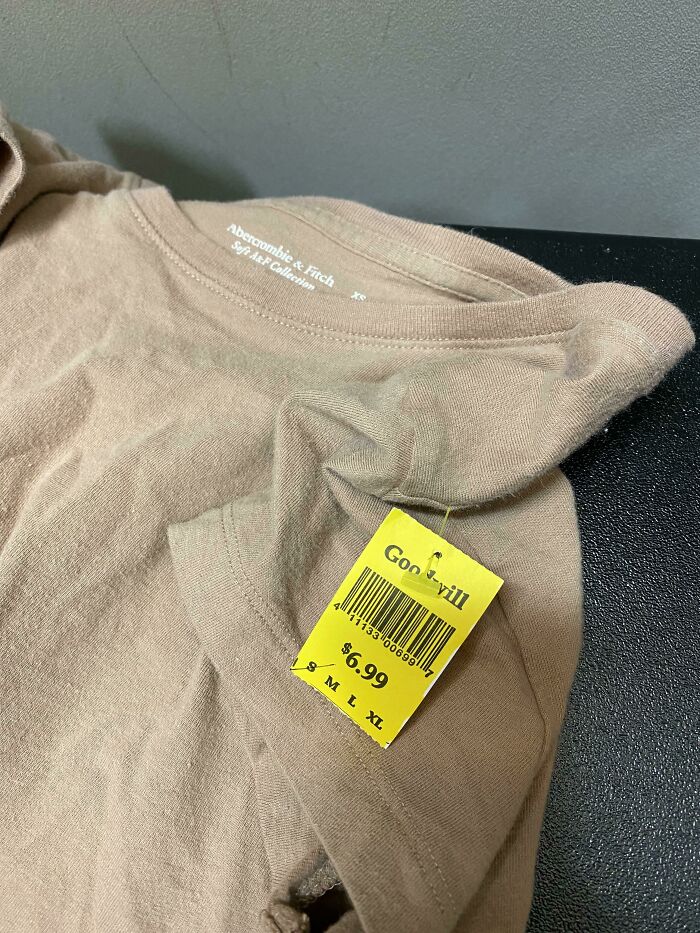 Abercrombie & Fitch
Soft A&F Collection
XS
Goodwill
4 11133 00699 7
$6.99
S M L XL